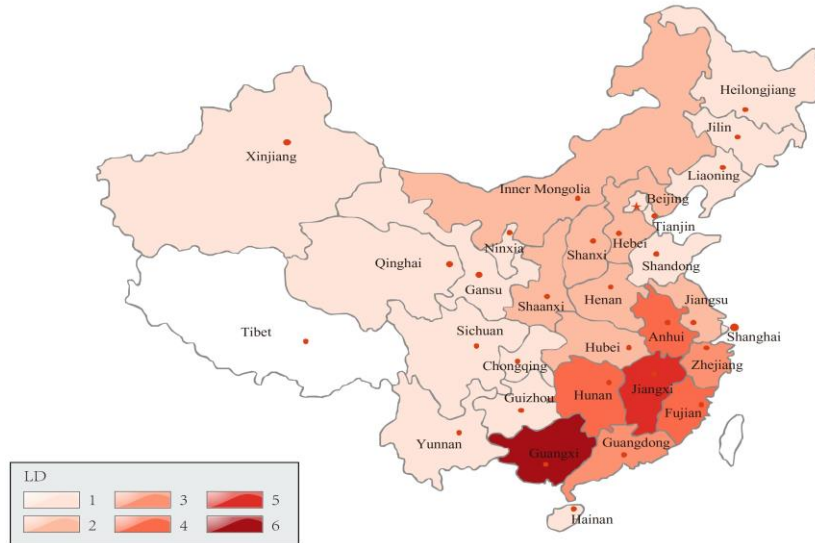 Heilongjiang
Jilin
Xinjiang
Liaoning
Inner Mongolia
Beijing
Tianjin
Ninxia
Hebei
Shanxi
Qinghai
Shandong
Gansu
Shaanxi
Henan
Jiangsu
Tibet
Sichuan
Anhui
Shanghai
Hubei
Chongqing
Zhejiang
Guizhou
Hunan
Jiangxi
Fujian
Yunnan
Guangdong
Guangxi
Hainan
LD
1 3 5
2 4 6